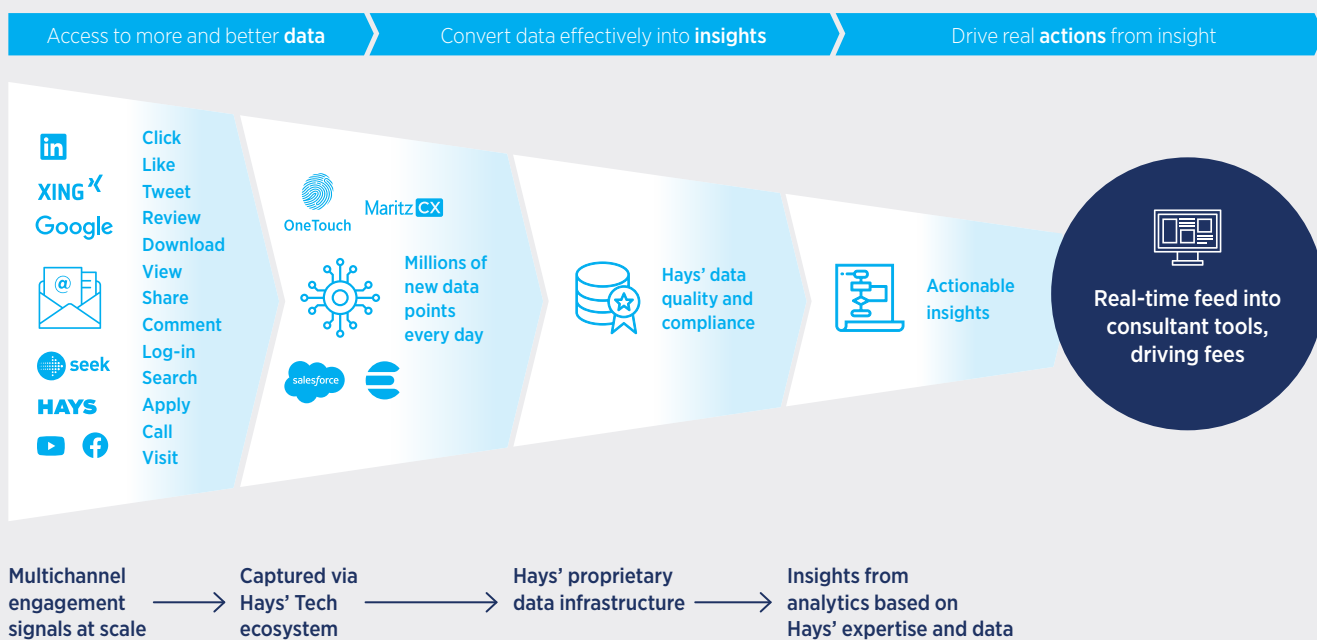 Access to more and better data
Convert data effectively into insights
Drive real actions from insight
in
XING
Google
@
seek
HAYS
Click
Like
Tweet
Review
Download
View
Share
Comment
Log-in
Search
Apply
Call
Visit
OneTouch
Maritz CX
Millions of
new data
points
every day
salesforce
Hays’ data
quality and
compliance
Actionable
insights
Real-time feed into
consultant tools,
driving fees
Multichannel
engagement
signals at scale
Captured via
Hays’ Tech
ecosystem
Hays’ proprietary
data infrastructure
Insights from
analytics based on
Hays’ expertise and data